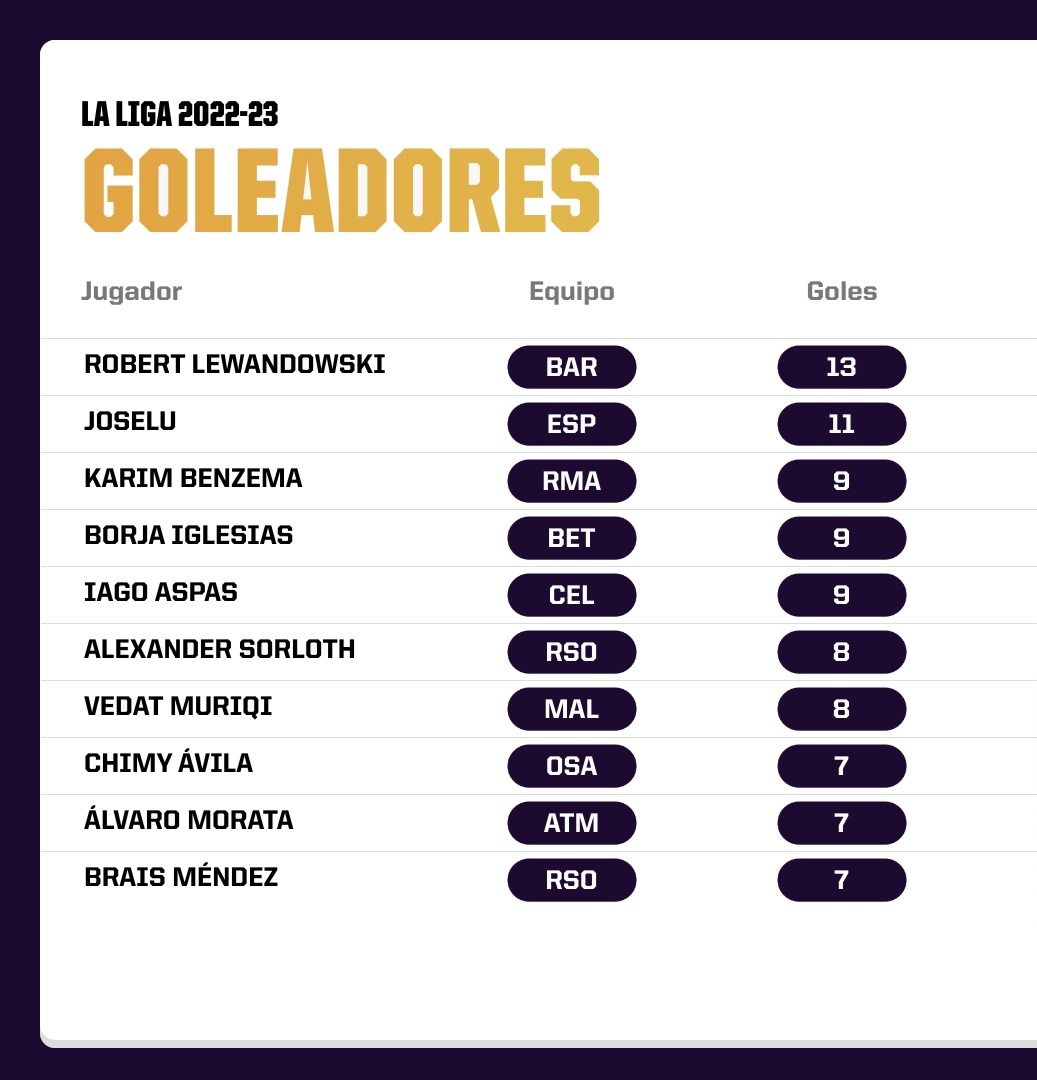 LA LIGA 2022-23
GOLEADORES
Jugador Equipo Goles
ROBERT LEWANDOWSKI BAR 13
JOSELU ESP 11
KARIM BENZEMA RMA 9
BORJA IGLESIAS BET 9
IAGO ASPAS CEL 9
ALEXANDER SORLOTH RSO 8
VEDAT MURIQI MAL 8
CHIMY ÁVILA OSA 7
ÁLVARO MORATA ATM 7
BRAIS MÉNDEZ RSO 7